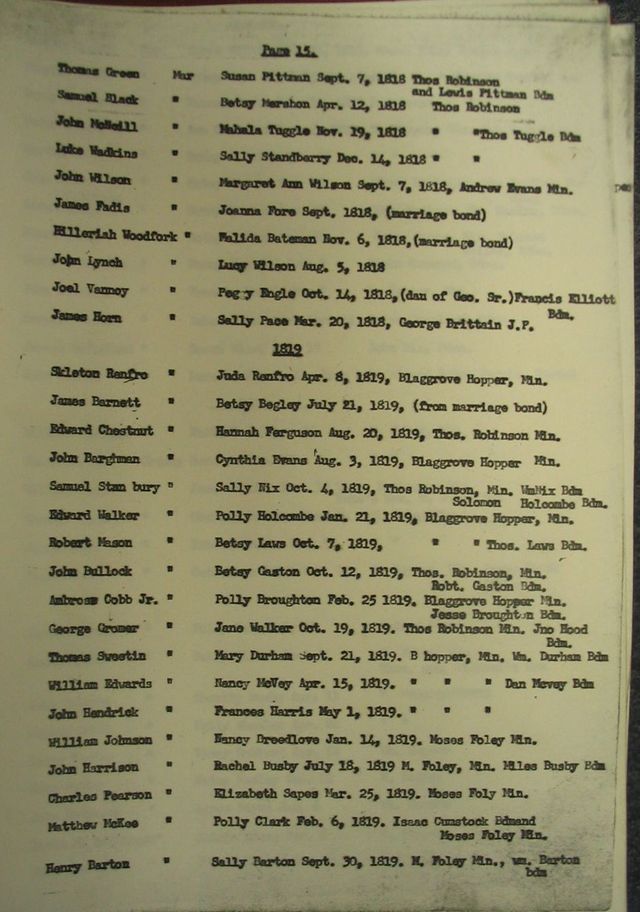 Page 15.
Thomas Green Mar Susan Pittman Sept. 7, 1818 Thos Robinson
and Lewis Pittman Bdm
Samuel Black " Betsy Mershon Apr. 12, 1818 Thos Robinson
John McNeill " Mahala Tuggle Nov. 19, 1818 " "Thos Tuggle Bdm
Luke Wadkins " Sally Standberry Dec. 14, 1818 " "
John Wilson " Margaret Ann Wilson Sept. 7, 1818, Andrew Evans Min.
James Fadis " Joanna Fore Sept. 1818, (marriage bond)
Hilleriah Woodfork " Walida Bateman Nov. 6, 1818,(marriage bond)
John Lynch " Lucy Wilson Aug. 5, 1818
Joel Vannoy " Peggy Engle Oct. 14, 1818,(dau of Geo. Sr.)Francis Elliott
Bdm.
James Horn " Sally Pace Mar. 20, 1818, George Brittain J.P.
1819
Skleton Renfro " Juda Renfro Apr. 8, 1819, Blaggrove Hopper, Min.
James Barnett " Betsy Begley July 21, 1819, (from marriage bond)
Edward Chestnut " Hannah Ferguson Aug. 20, 1819, Thos. Robinson Min.
John Barghman " Cynthia Evans Aug. 3, 1819, Blaggrove Hopper Min.
Samuel Stan bury " Sally Nix Oct. 4, 1819, Thos Robinson, Min. WmNix Bdm
Solomon Holcombe Bdm.
Edward Walker " Polly Holcombe Jan. 21, 1819, Blaggrove Hopper, Min.
Robert Mason " Betsy Laws Oct. 7, 1819, " " Thos. Laws Bdm.
John Bullock " Betsy Gaston Oct. 12, 1819, Thos. Robinson, Min.
Robt. Gaston Bdm.
Ambross Cobb Jr. " Polly Broughton Feb. 25 1819. Blaggrove Hopper Min.
Jesse Broughton Bdm.
George Gromer " Jane Walker Oct. 19, 1819. Thos Robinson Min. Jno Hood
Bdm.
Thomas Swestin " Mary Durham Sept. 21, 1819. B hopper, Min. Wm. Durham Bdm
William Edwards " Nancy McVey Apr. 15, 1819. " " " Dan Mcvey Bdm
John Hendrick " Frances Harris May 1, 1819. " " "
William Johnson " Nancy Dreedlove Jan. 14, 1819. Moses Foley Min.
John Harrison " Rachel Busby July 18, 1819 M. Foley, Min. Miles Busby Bdm
Charles Pearson " Elizabeth Sapes Mar. 25, 1819. Moses Foly Min.
Matthew McKee " Polly Clark Feb. 6, 1819. Isaac Cumstock Bdmand
Moses Foley Min.
Henry Barton " Sally Barton Sept. 30, 1819. M. Foley Min., wm. Barton
bdm